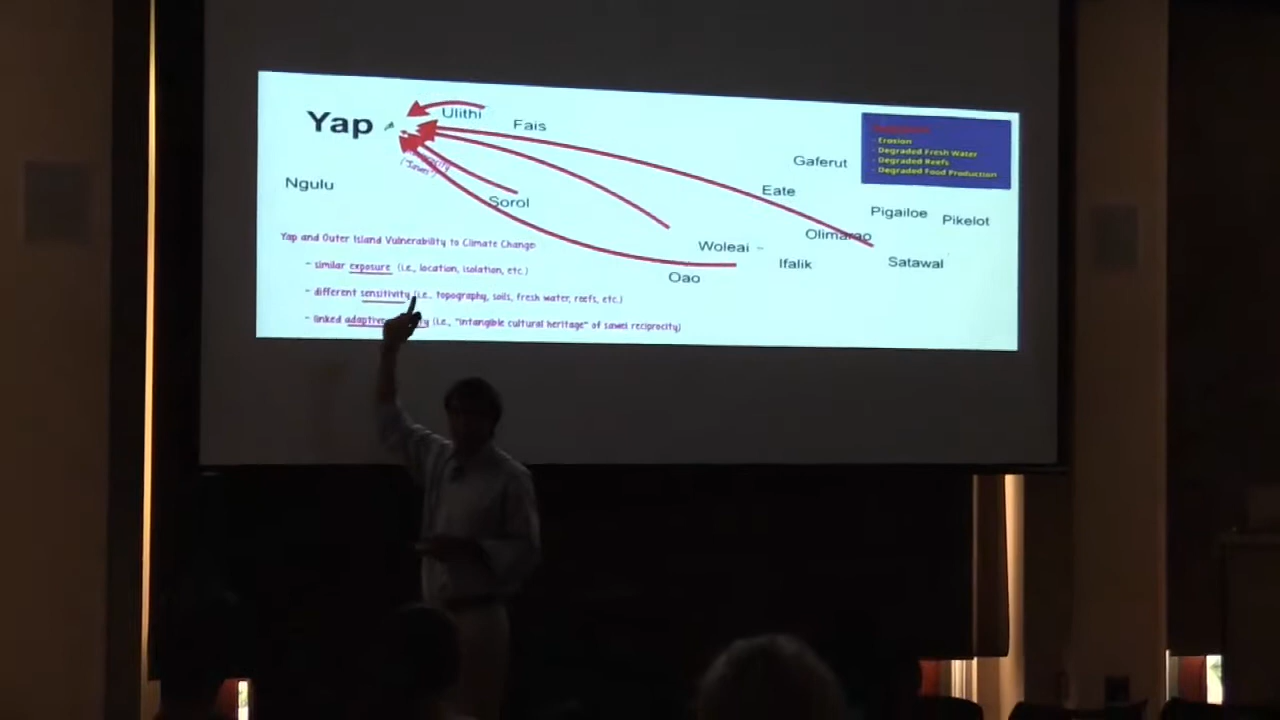 Yap
Ulithi
Fais
Ngulu
Sorol
Gaferut
Eate
Pigailoe
Pikelot
Olimarao
Woleai
Ifalik
Satawal
Oao
- Erosion
- Degraded Fresh Water
- Degraded Reefs
- Degraded Food Production
Yap and Outer Island Vulnerability to Climate Change
- similar exposure (i.e., location, isolation, etc.)
- different sensitivity (i.e., topography, soils, fresh water, reefs, etc.)
- linked (i.e., "intangible cultural heritage" of sawei reciprocity)